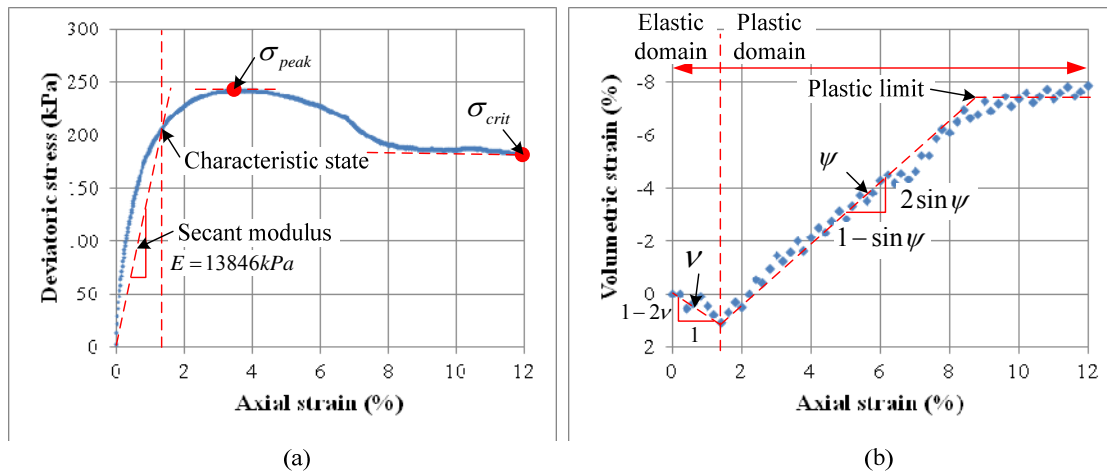 300
250
200
150
100
50
0
Deviatoric stress (kPa)
σpeak
σcrit
Characteristic state
Secant modulus
E = 13846kPa
0 2 4 6 8 10 12
Axial strain (%)
(a)
Elastic domain
Plastic domain
-8
-6
-4
-2
0
2
Volumetric strain (%)
Plastic limit
ψ
2 sin ψ
1 − sin ψ
ν
1 − 2ν
1
0 2 4 6 8 10 12
Axial strain (%)
(b)